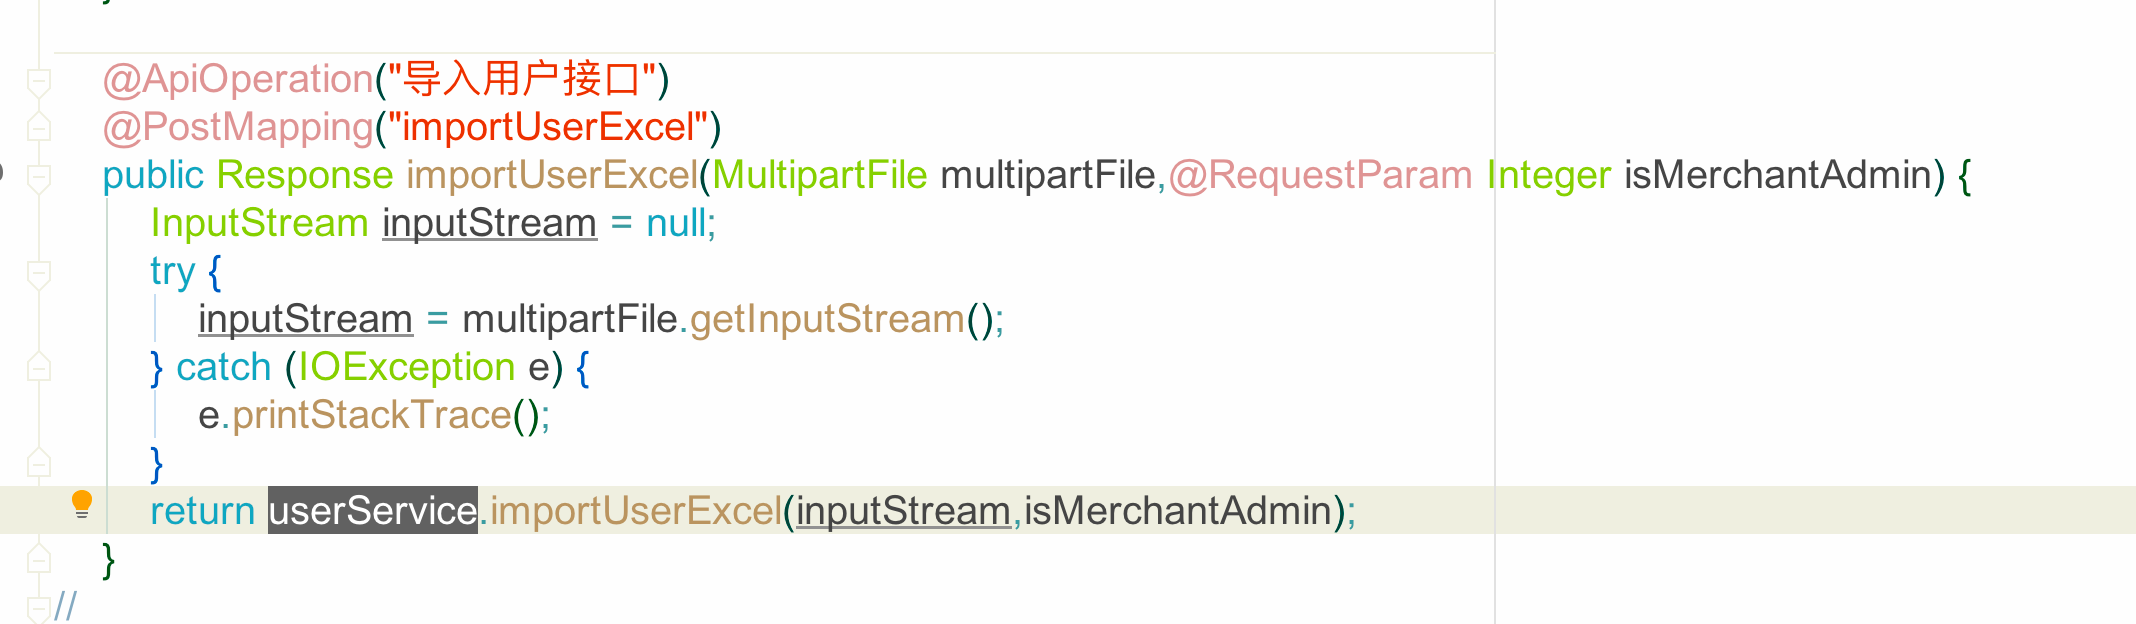 @ApiOperation("导入用户接口")
@PostMapping("importUserExcel")
public Response importUserExcel(MultipartFile multipartFile,@RequestParam Integer isMerchantAdmin) {
InputStream inputStream = null;
try {
inputStream = multipartFile.getInputStream();
} catch (IOException e) {
e.printStackTrace();
}
return userService.importUserExcel(inputStream,isMerchantAdmin);
}
//